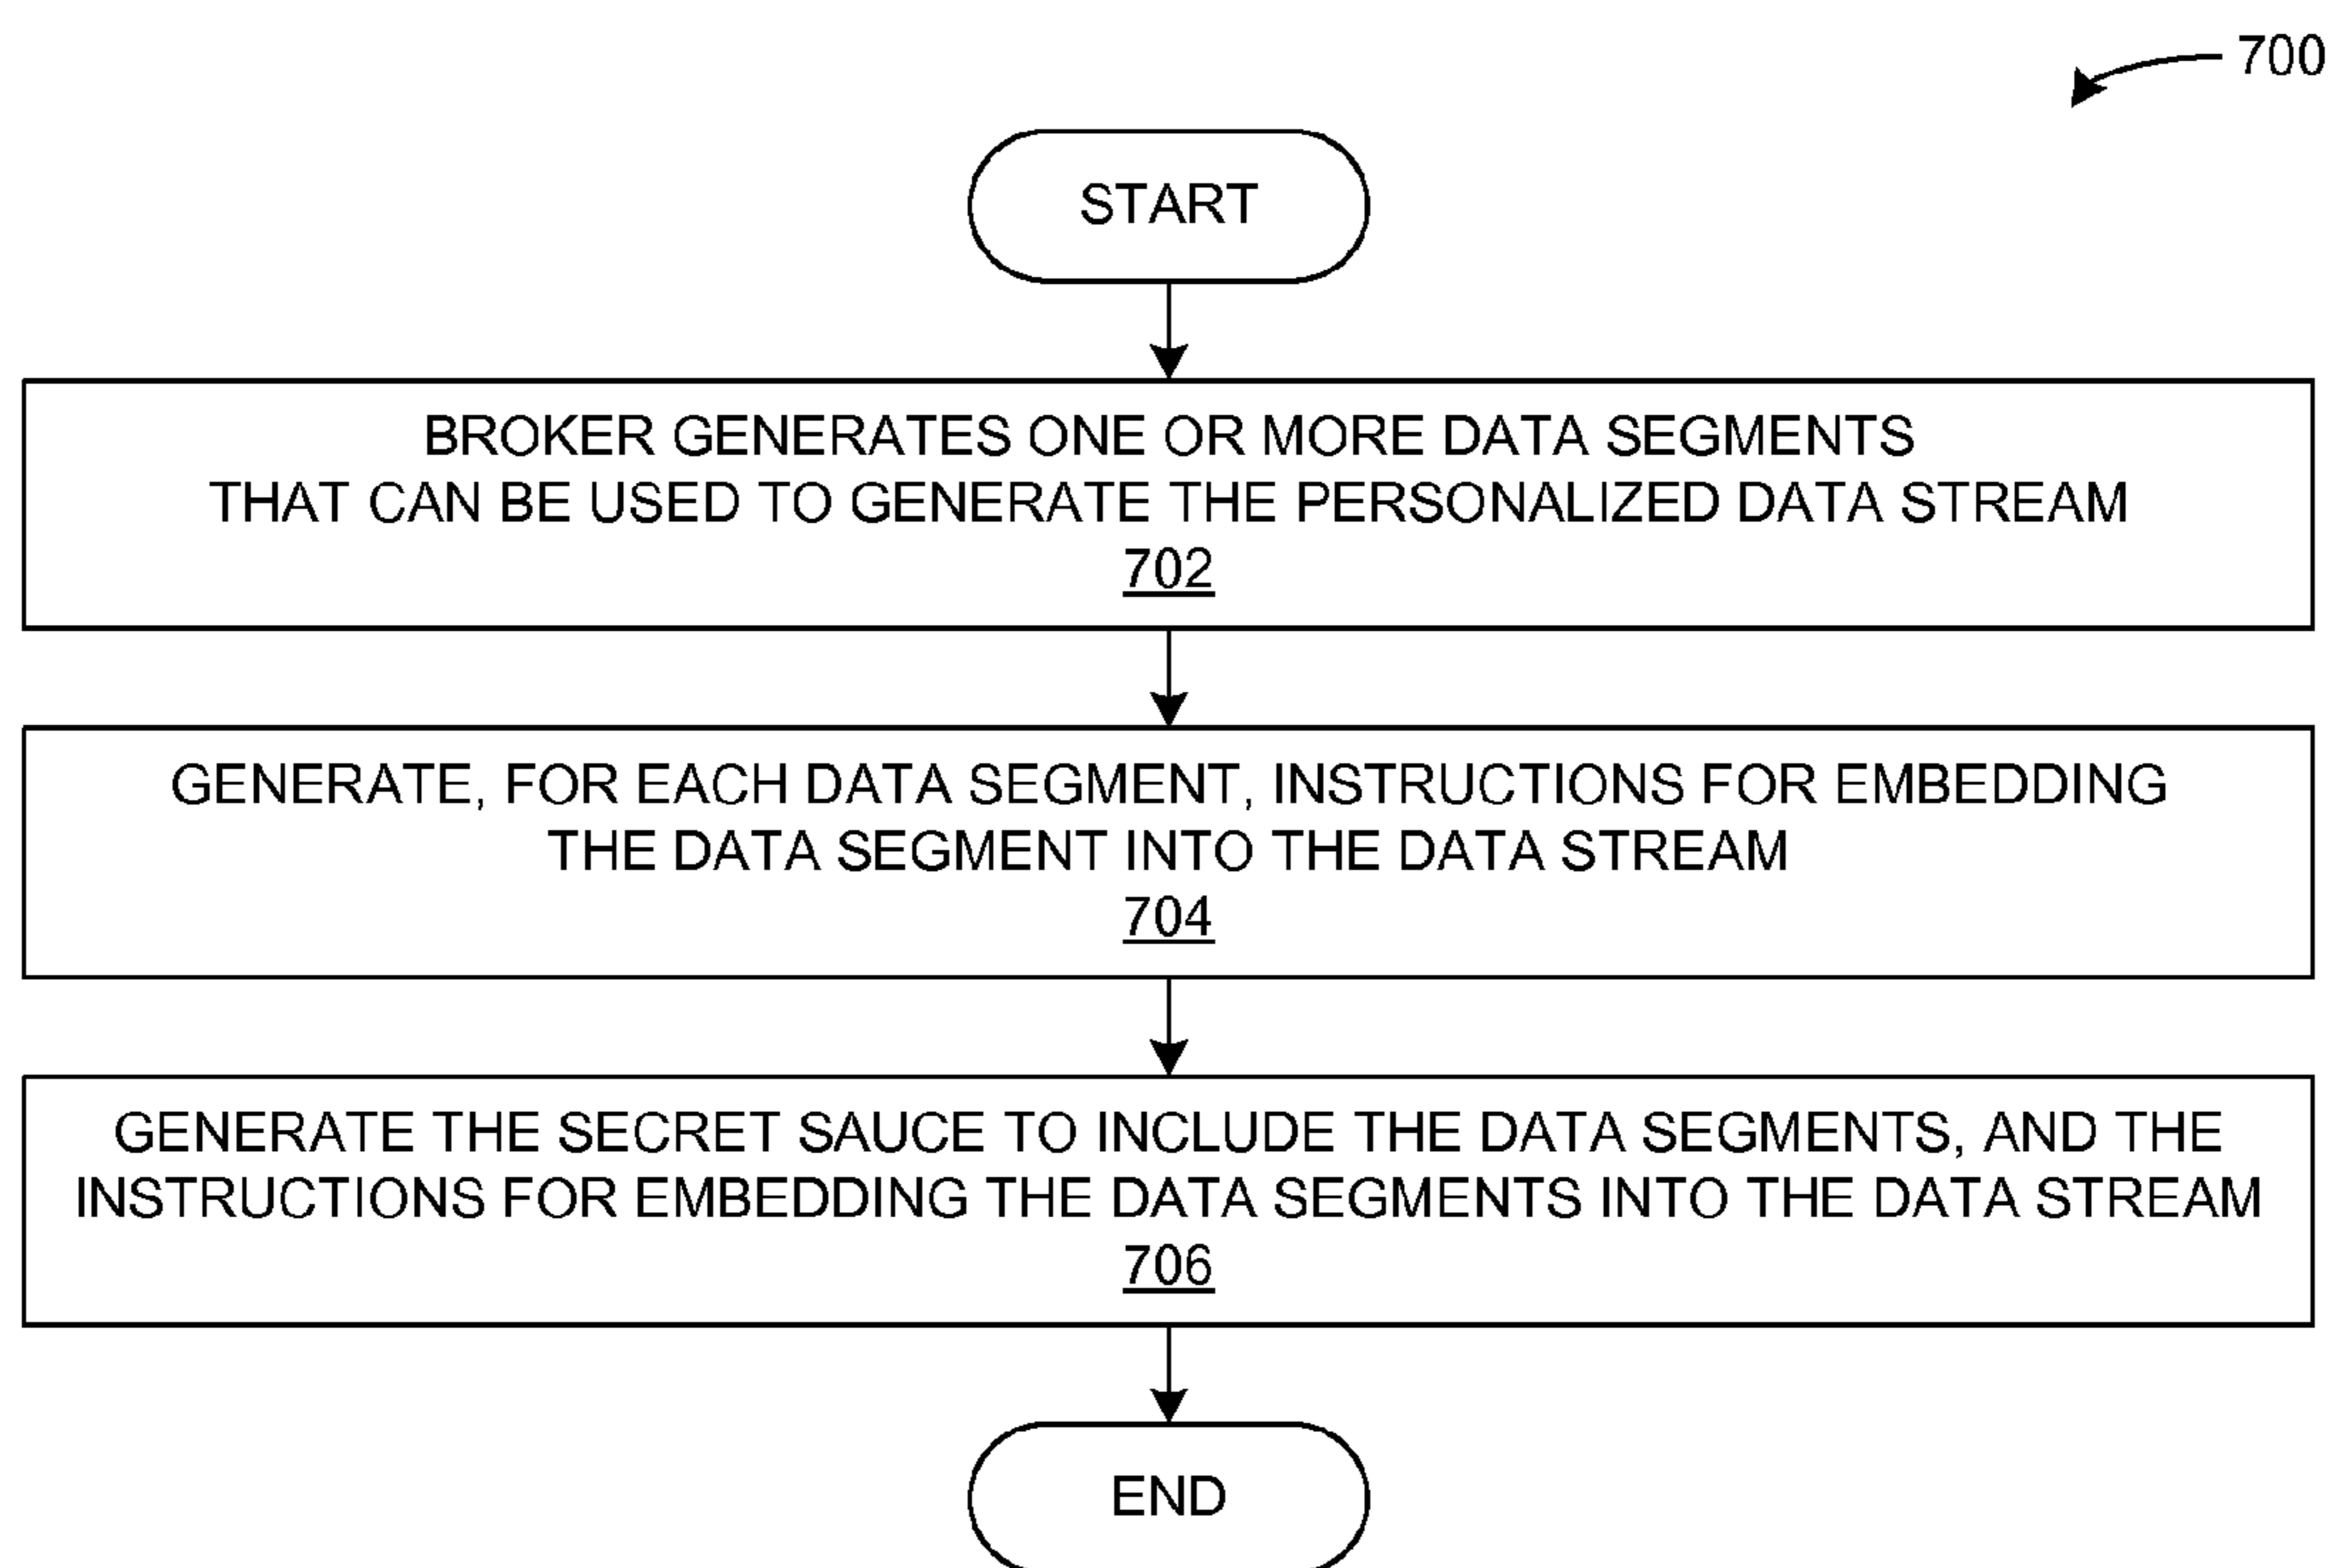 700
START
BROKER GENERATES ONE OR MORE DATA SEGMENTS
THAT CAN BE USED TO GENERATE THE PERSONALIZED DATA STREAM
702
GENERATE, FOR EACH DATA SEGMENT, INSTRUCTIONS FOR EMBEDDING
THE DATA SEGMENT INTO THE DATA STREAM
704
GENERATE THE SECRET SAUCE TO INCLUDE THE DATA SEGMENTS, AND THE
INSTRUCTIONS FOR EMBEDDING THE DATA SEGMENTS INTO THE DATA STREAM
706
END